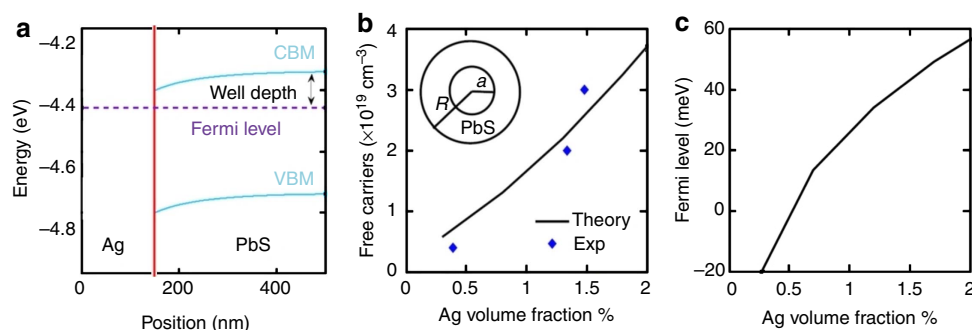 a
Energy (eV)
−4.2
−4.4
−4.6
−4.8
CBM
Well depth
Fermi level
VBM
Ag
PbS
0
200
400
Position (nm)
b
Free carriers (×10¹⁹ cm⁻³)
4
3
2
1
0
R
a
PbS
Theory
Exp
0
0.5
1
1.5
2
Ag volume fraction %
c
Fermi level (meV)
60
40
20
0
−20
0
0.5
1
1.5
2
Ag volume fraction %